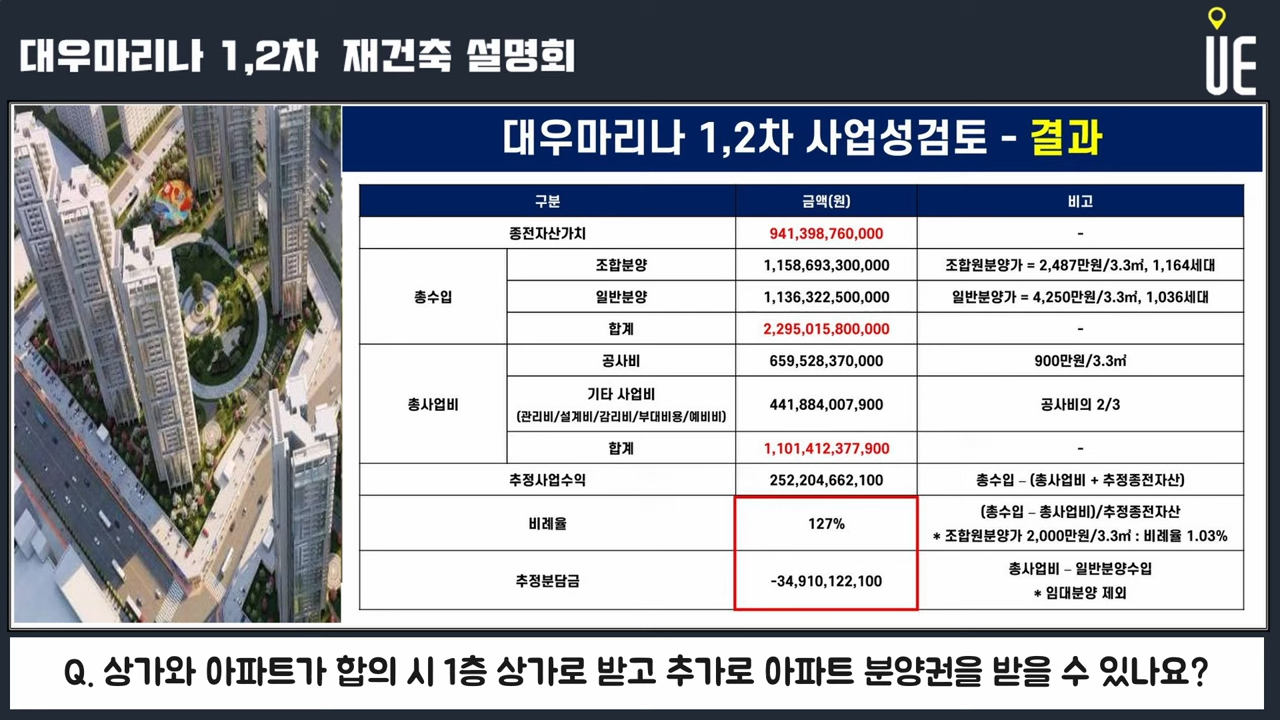 대우마리나 1,2차 재건축 설명회
UE
대우마리나 1,2차 사업성검토 - 결과
구분 금액(원) 비고
종전자산가치 941,398,760,000 -
총수입 조합분양 1,158,693,300,000 조합원분양가 = 2,487만원/3.3㎡, 1,164세대
일반분양 1,136,322,500,000 일반분양가 = 4,250만원/3.3㎡, 1,036세대
합계 2,295,015,800,000 -
총사업비 공사비 659,528,370,000 900만원/3.3㎡
기타 사업비
(관리비/설계비/감리비/부대비용/예비비) 441,884,007,900 공사비의 2/3
합계 1,101,412,377,900 -
추정사업수익 252,204,662,100 총수입 – (총사업비 + 추정종전자산)
비례율 127% (총수입 – 총사업비)/추정종전자산
* 조합원분양가 2,000만원/3.3㎡ : 비례율 1.03%
추정분담금 -34,910,122,100 총사업비 – 일반분양수입
* 임대분양 제외
Q. 상가와 아파트가 합의 시 1층 상가로 받고 추가로 아파트 분양권을 받을 수 있나요?